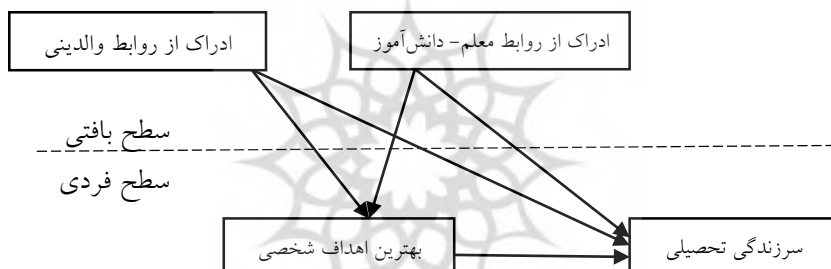 ادراک از روابط معلم– دانش‌آموز
ادراک از روابط والدینی
سطح بافتی
سطح فردی
سرزندگی تحصیلی
بهترین اهداف شخصی